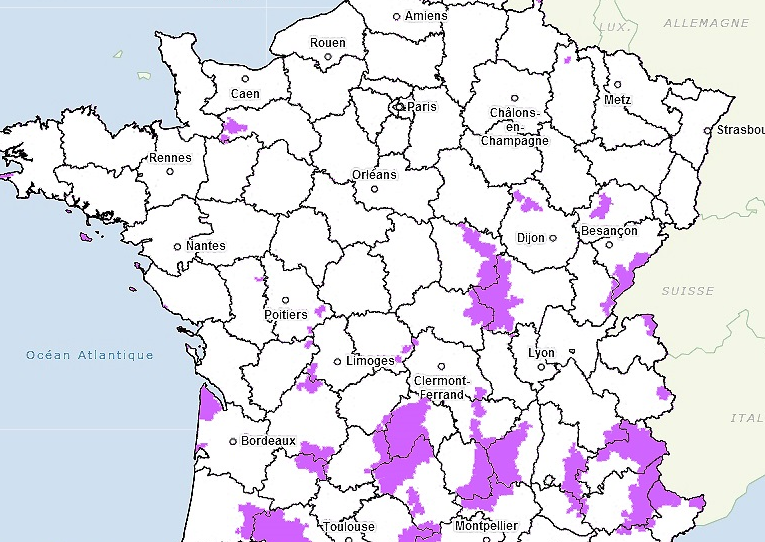 Amiens
LUX.
ALLEMAGNE
Rouen
Caen
Paris
Metz
Châlons-
en-
Champagne
Strasbou
Rennes
Orléans
Nantes
Dijon
Besançon
Poitiers
SUISSE
Océan Atlantique
Limoges
Lyon
Clermont-
Ferrand
ITAL
Bordeaux
Toulouse
Montpellier